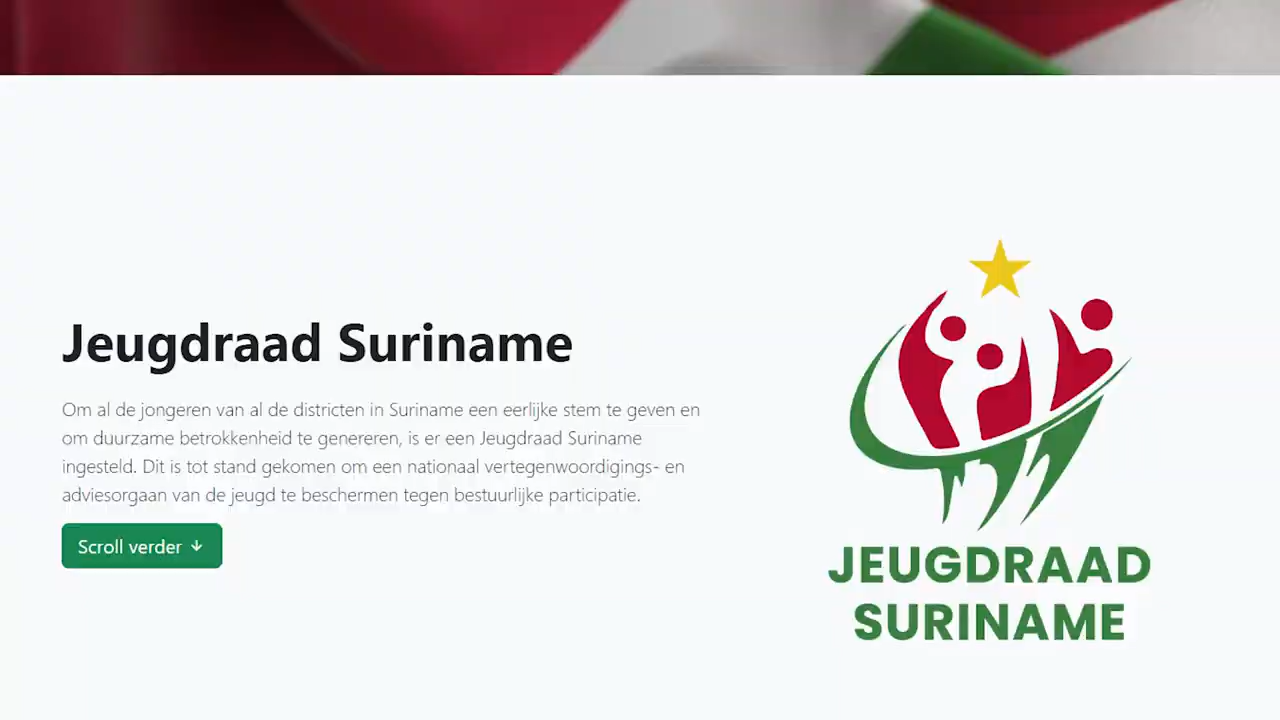 Jeugdraad Suriname
Om al de jongeren van al de districten in Suriname een eerlijke stem te geven en
om duurzame betrokkenheid te genereren, is er een Jeugdraad Suriname
ingesteld. Dit is tot stand gekomen om een nationaal vertegenwoordigings- en
adviesorgaan van de jeugd te beschermen tegen bestuurlijke participatie.
Scroll verder ↓
JEUGDRAAD
SURINAME